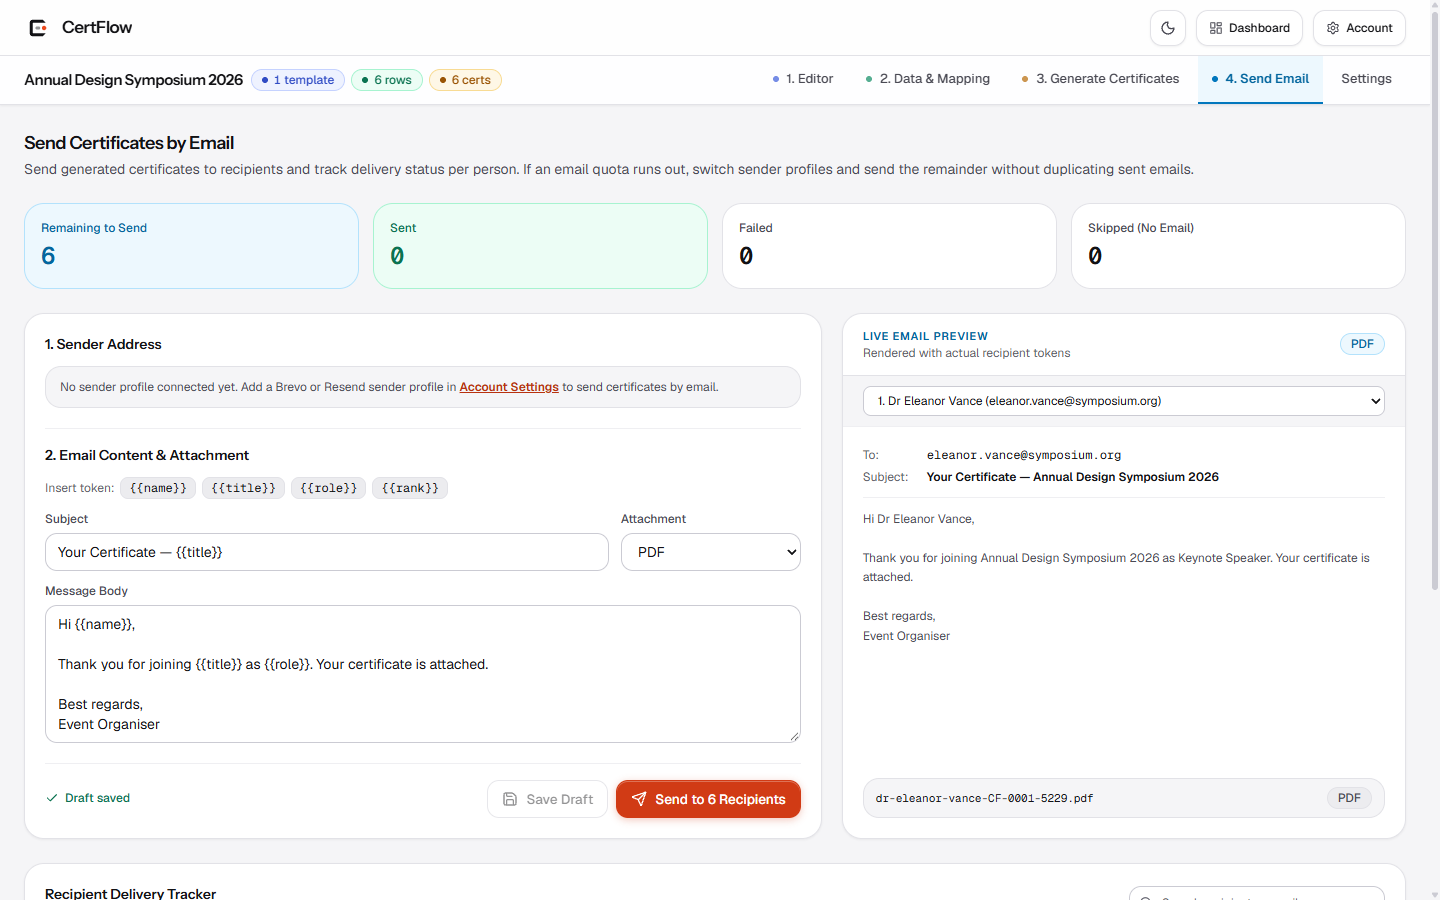 CertFlow
Dashboard
Account
Annual Design Symposium 2026
1 template
6 rows
6 certs
1. Editor
2. Data & Mapping
3. Generate Certificates
4. Send Email
Settings
Send Certificates by Email
Send generated certificates to recipients and track delivery status per person. If an email quota runs out, switch sender profiles and send the remainder without duplicating sent emails.
Remaining to Send
6
Sent
0
Failed
0
Skipped (No Email)
0
1. Sender Address
No sender profile connected yet. Add a Brevo or Resend sender profile in Account Settings to send certificates by email.
2. Email Content & Attachment
Insert token: {{name}} {{title}} {{role}} {{rank}}
Subject
Attachment
Your Certificate — {{title}}
PDF
Message Body
Hi {{name}},
Thank you for joining {{title}} as {{role}}. Your certificate is attached.
Best regards,
Event Organiser
Draft saved
Save Draft
Send to 6 Recipients
LIVE EMAIL PREVIEW
Rendered with actual recipient tokens
PDF
1. Dr Eleanor Vance (eleanor.vance@symposium.org)
To: eleanor.vance@symposium.org
Subject: Your Certificate — Annual Design Symposium 2026
Hi Dr Eleanor Vance,
Thank you for joining Annual Design Symposium 2026 as Keynote Speaker. Your certificate is
attached.
Best regards,
Event Organiser
dr-eleanor-vance-CF-0001-5229.pdf
PDF
Recipient Delivery Tracker